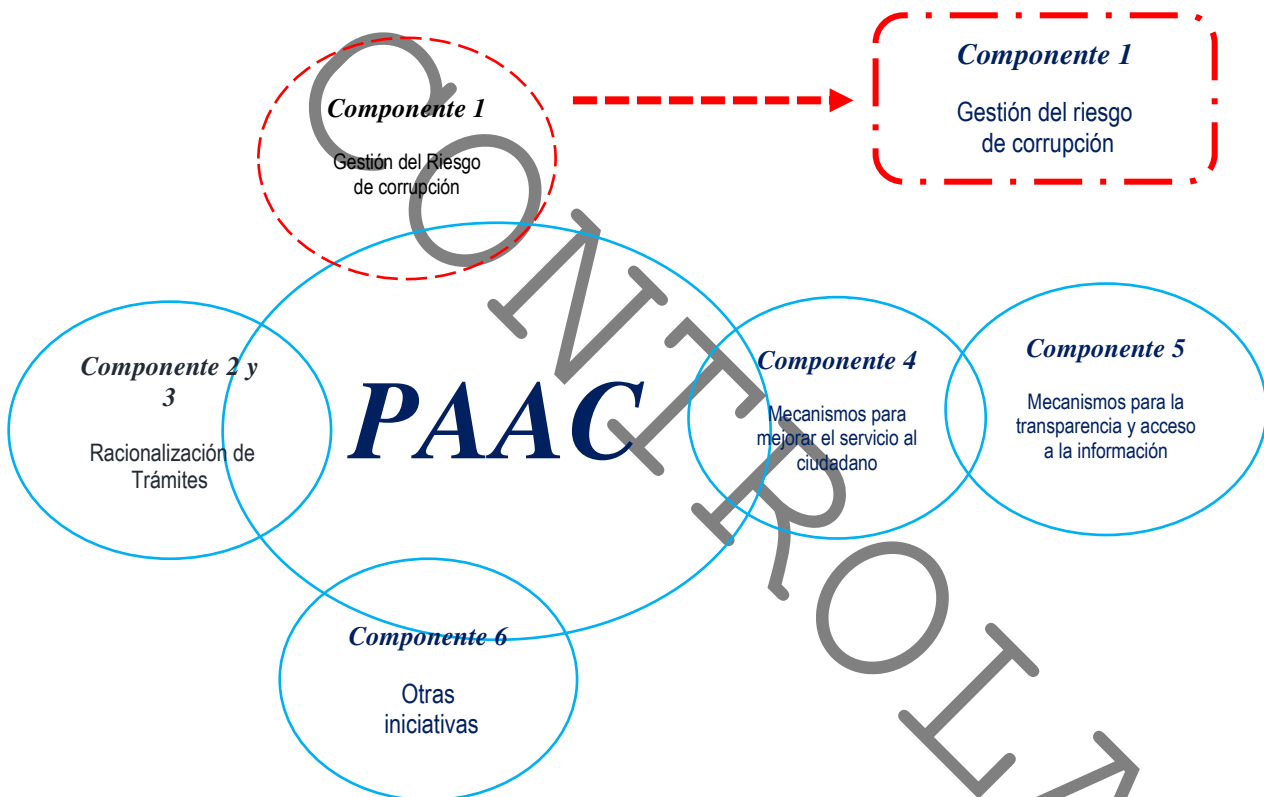 Componente 1
Gestión del Riesgo
de corrupción
Componente 1
Gestión del riesgo
de corrupción
Componente 2 y
3
Racionalización de
Trámites
PAAC
Componente 4
Mecanismos para
mejorar el servicio al
ciudadano
Componente 5
Mecanismos para la
transparencia y acceso
a la información
Componente 6
Otras
iniciativas
CONTROLA